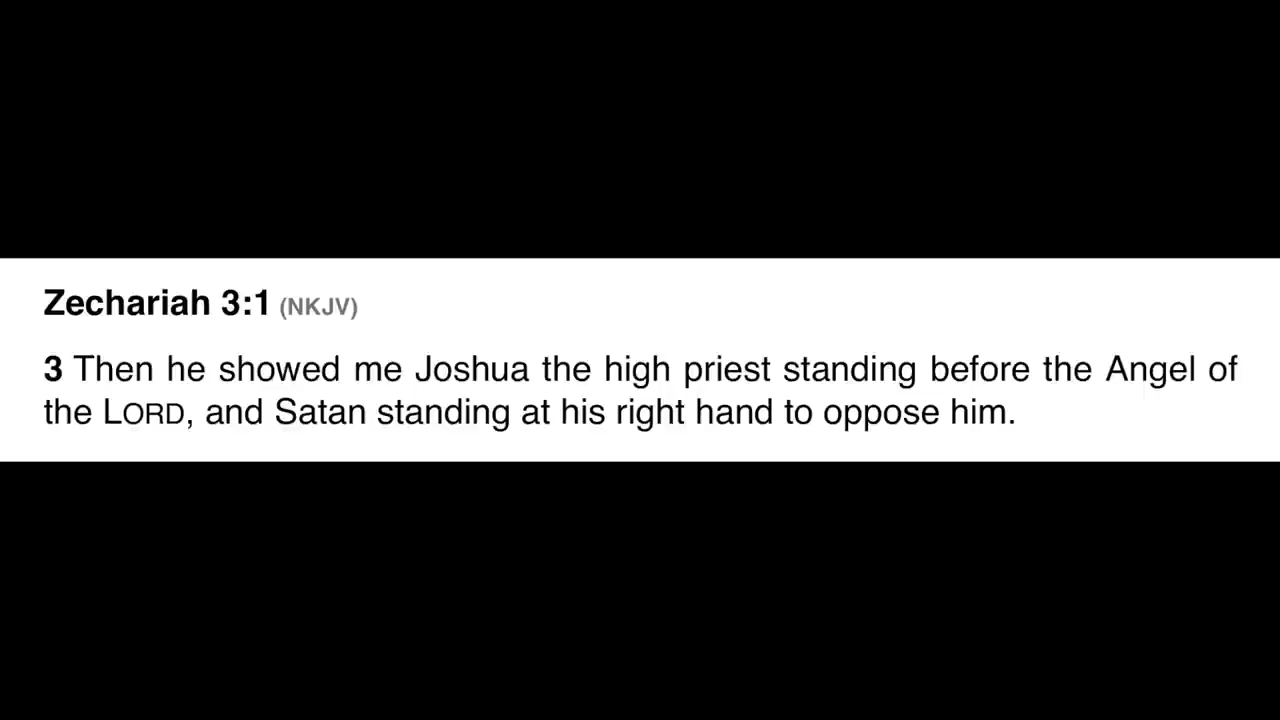 Zechariah 3:1 (NKJV)
3 Then he showed me Joshua the high priest standing before the Angel of
the LORD, and Satan standing at his right hand to oppose him.